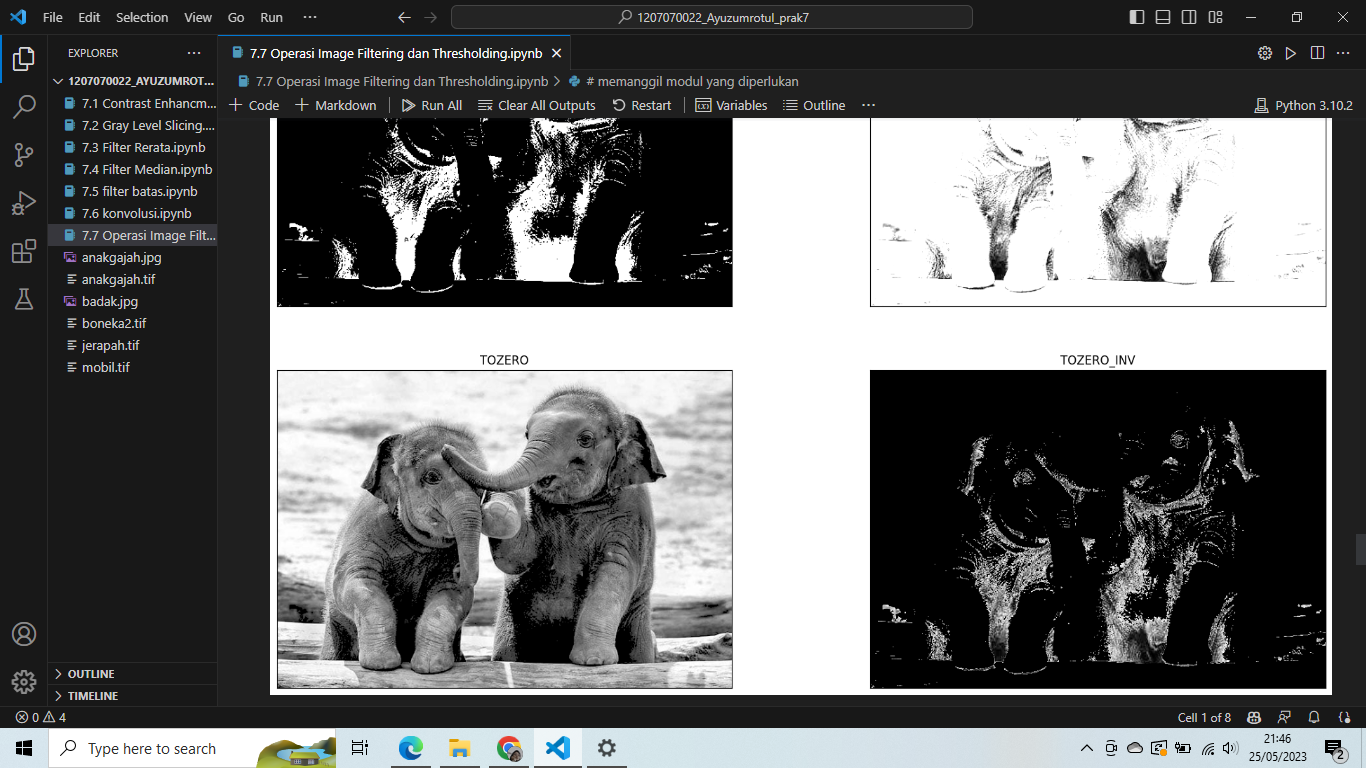 File Edit Selection View Go Run ··· 1207070022_Ayuzumrotul_prak7
EXPLORER ···
1207070022_AYUZUMROT...
7.1 Contrast Enhancm...
7.2 Gray Level Slicing....
7.3 Filter Rerata.ipynb
7.4 Filter Median.ipynb
7.5 filter batas.ipynb
7.6 konvolusi.ipynb
7.7 Operasi Image Filt...
anakgajah.jpg
anakgajah.tif
badak.jpg
boneka2.tif
jerapah.tif
mobil.tif
OUTLINE
TIMELINE
7.7 Operasi Image Filtering dan Thresholding.ipynb
7.7 Operasi Image Filtering dan Thresholding.ipynb > # memanggil modul yang diperlukan
+ Code + Markdown Run All Clear All Outputs Restart Variables Outline ··· Python 3.10.2
TOZERO TOZERO_INV
0 4 Cell 1 of 8
Type here to search
21:46
25/05/2023
2